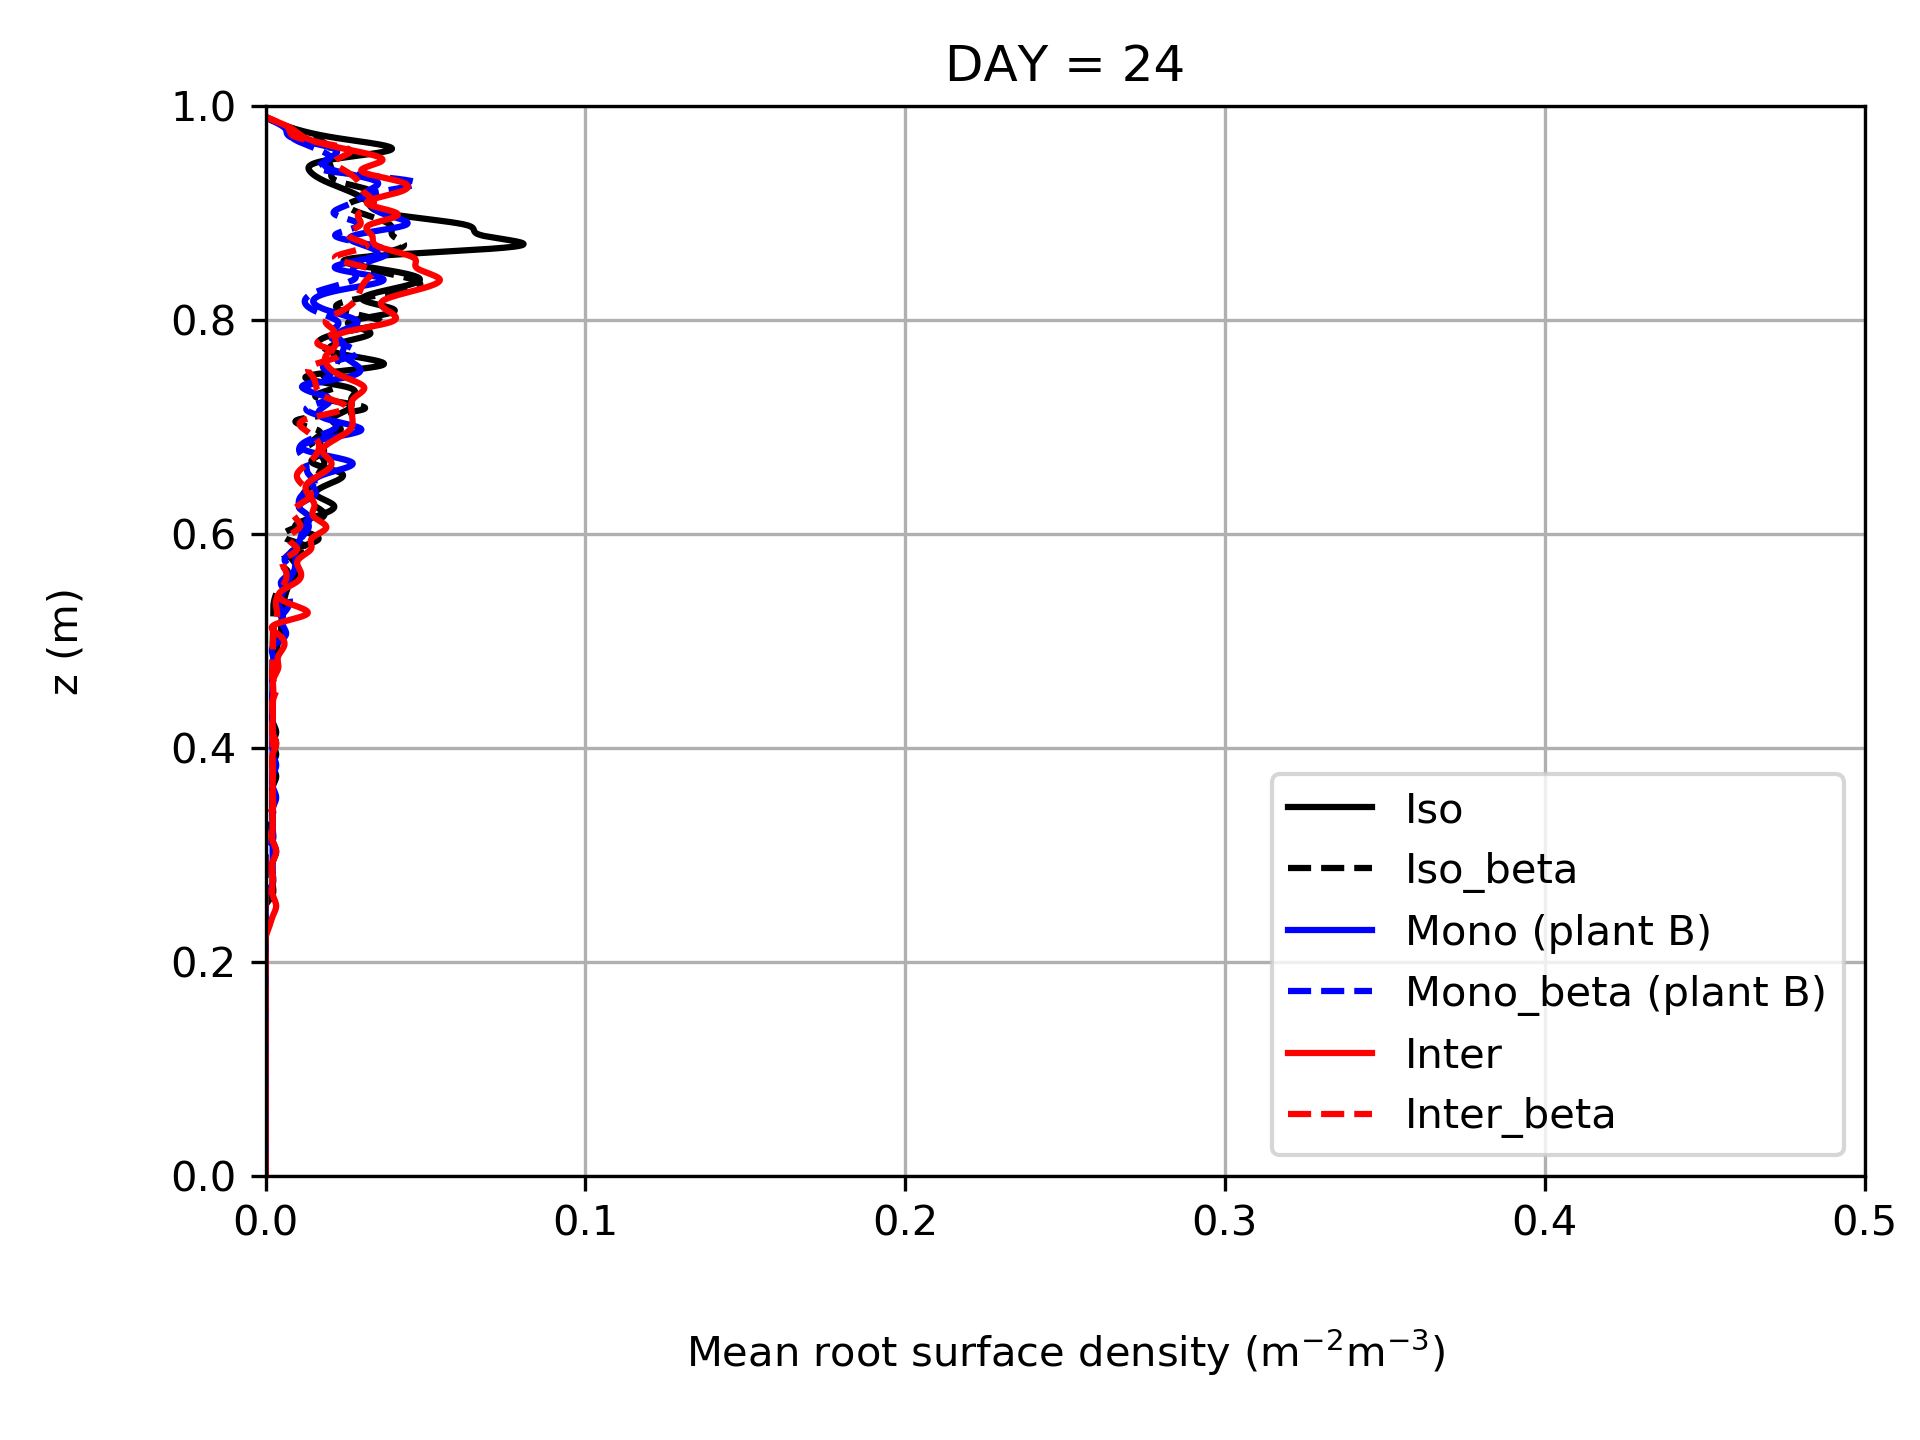 DAY = 24
1.0
0.8
0.6
0.4
0.2
0.0
z (m)
0.0 0.1 0.2 0.3 0.4 0.5
Mean root surface density (m⁻²m⁻³)
Iso
Iso_beta
Mono (plant B)
Mono_beta (plant B)
Inter
Inter_beta